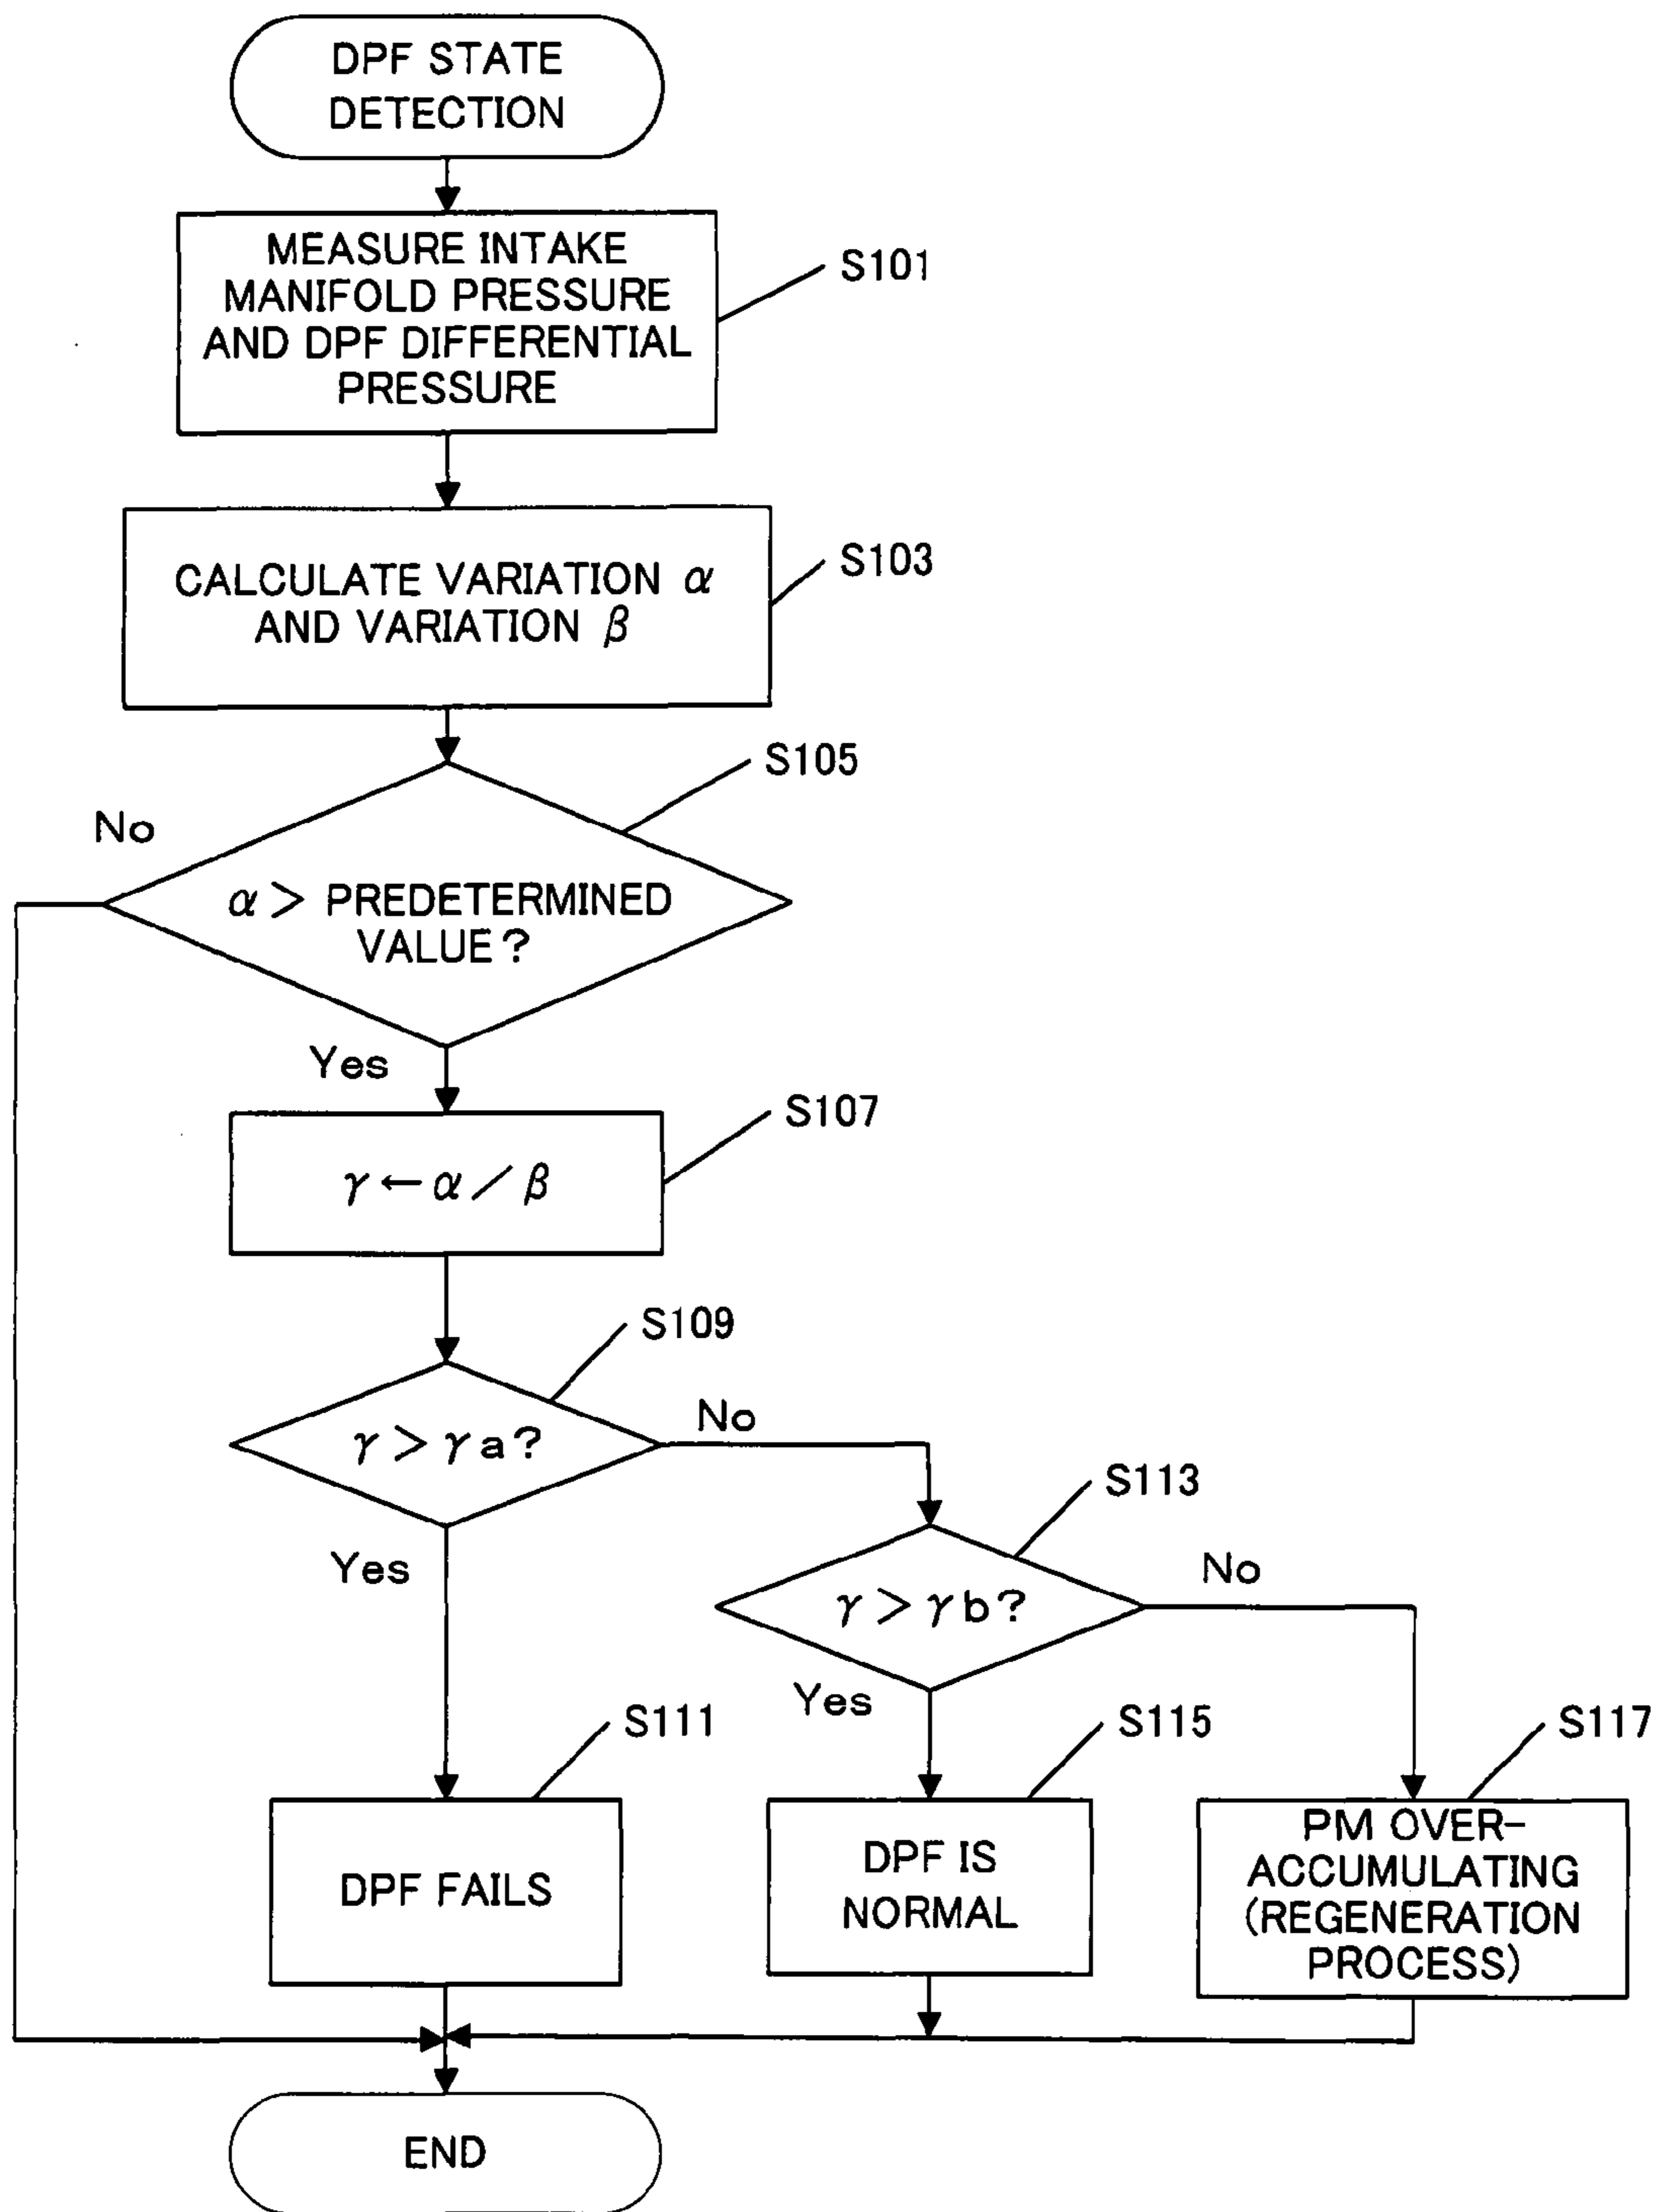 DPF STATE
DETECTION
MEASURE INTAKE
MANIFOLD PRESSURE
AND DPF DIFFERENTIAL
PRESSURE
S101
CALCULATE VARIATION α
AND VARIATION β
S103
S105
No
α > PREDETERMINED
VALUE?
Yes
S107
γ ← α / β
S109
γ > γa?
No
S113
Yes
γ > γb?
No
Yes
S111
S115
S117
DPF FAILS
DPF IS
NORMAL
PM OVER-
ACCUMULATING
(REGENERATION
PROCESS)
END